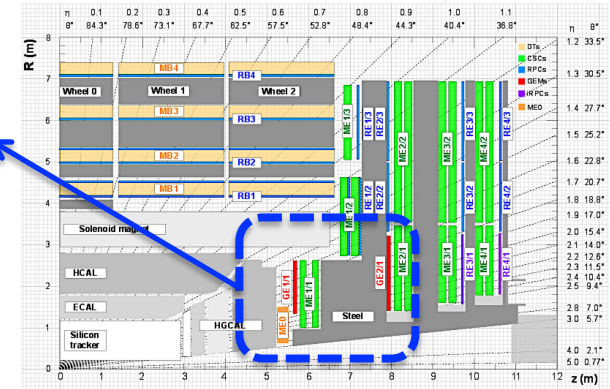 η 0.1 0.2 0.3 0.4 0.5 0.6 0.7 0.8 0.9 1.0 1.1
θ° 84.3° 78.6° 73.1° 67.7° 62.5° 57.5° 52.8° 48.4° 44.3° 40.4° 36.8°
η θ°
R (m)
8
7
6
5
4
3
2
1
0
MB4
RB4
Wheel 0
Wheel 1
Wheel 2
MB3
RB3
MB2
RB2
MB1
RB1
Solenoid magnet
HCAL
ECAL
Silicon
tracker
HGCAL
Steel
ME0
GE1/1
ME1/1
ME1/2
ME1/3
RE1/3
RE2/3
RE1/2
RE2/2
GE2/1
ME2/1
ME2/2
ME3/2
RE3/3
RE3/2
ME3/1
RE3/1
ME4/2
RE4/3
RE4/2
ME4/1
RE4/1
DTs
CSCs
RPCs
GEMs
iRPCs
ME0
1.2 33.5°
1.3 30.5°
1.4 27.7°
1.5 25.2°
1.6 22.8°
1.7 20.7°
1.8 18.8°
1.9 17.0°
2.0 15.4°
2.1 14.0°
2.2 12.6°
2.3 11.5°
2.4 10.4°
2.5 9.4°
2.8 7.0°
3.0 5.7°
4.0 2.1°
5.0 0.77°
0 1 2 3 4 5 6 7 8 9 10 11 12
z (m)